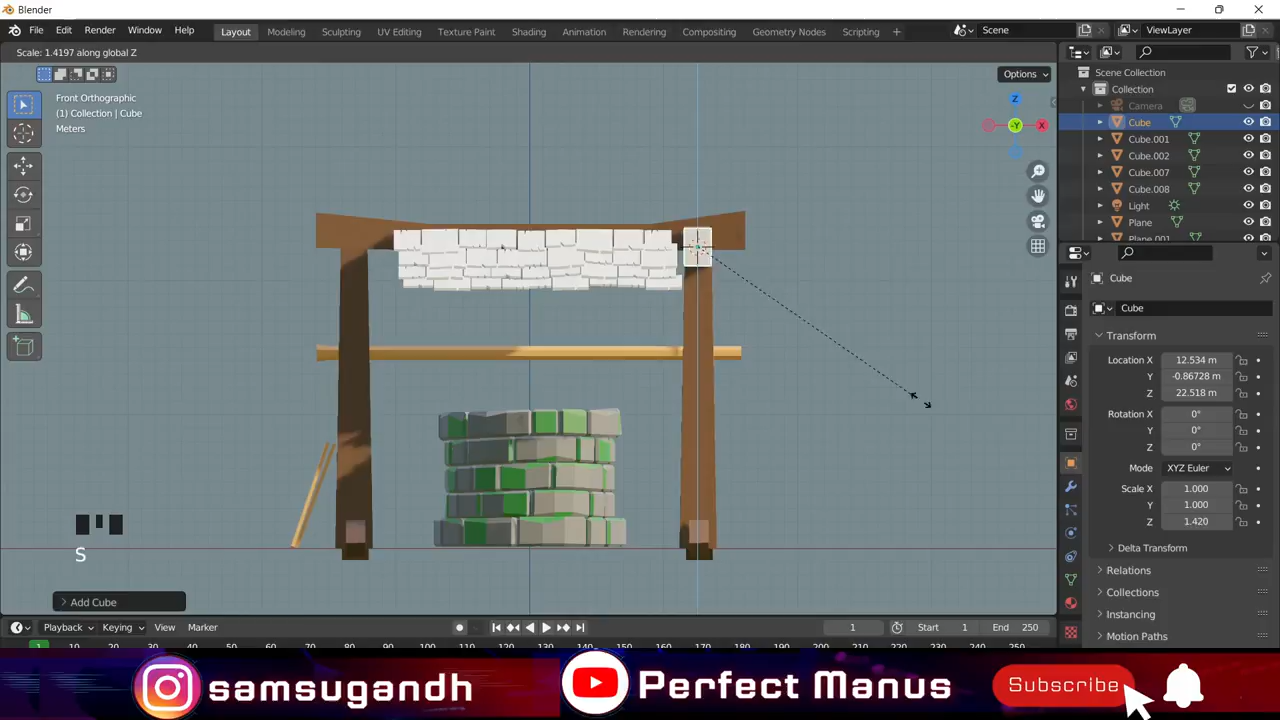 Blender
File Edit Render Window Help
Layout Modeling Sculpting UV Editing Texture Paint Shading Animation Rendering Compositing Geometry Nodes Scripting +
Scene
ViewLayer
Scale: 1.4197 along global Z
Options
Front Orthographic
(1) Collection | Cube
Meters
Z
-Y
X
Scene Collection
Collection
Camera
Cube
Cube.001
Cube.002
Cube.007
Cube.008
Light
Plane
Plane.001
Cube
Cube
Transform
Location X 12.534 m
Y -0.86728 m
Z 22.518 m
Rotation X 0°
Y 0°
Z 0°
Mode XYZ Euler
Scale X 1.000
Y 1.000
Z 1.420
Delta Transform
Relations
Collections
Instancing
Motion Paths
S
Add Cube
Playback Keying View Marker
1
Start 1
End 250
samsugandh
Perfect Manus
Subscribe